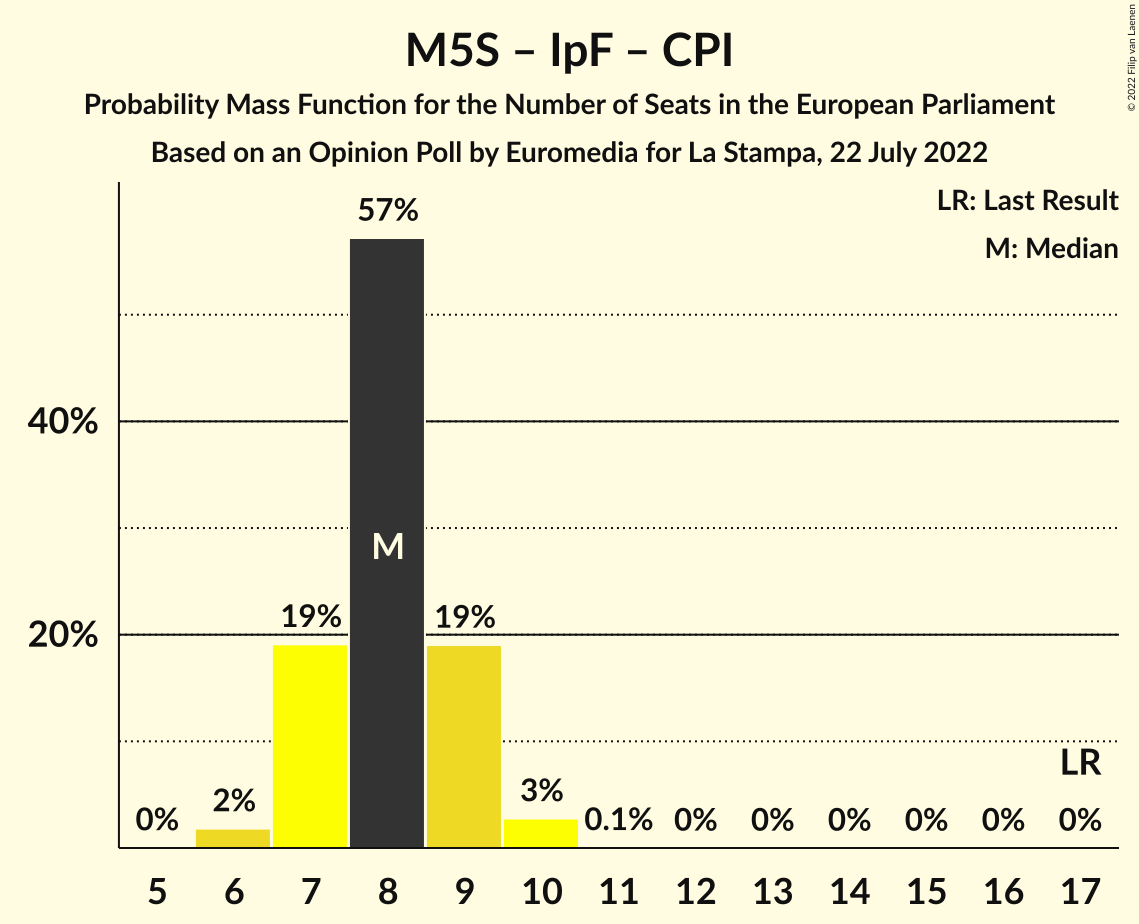 M5S – IpF – CPI
Probability Mass Function for the Number of Seats in the European Parliament
Based on an Opinion Poll by Euromedia for La Stampa, 22 July 2022
© 2022 Filip van Laenen
LR: Last Result
M: Median
57%
40%
M
19% 19%
20%
LR
0% 2% 3% 0.1% 0% 0% 0% 0% 0% 0%
5 6 7 8 9 10 11 12 13 14 15 16 17